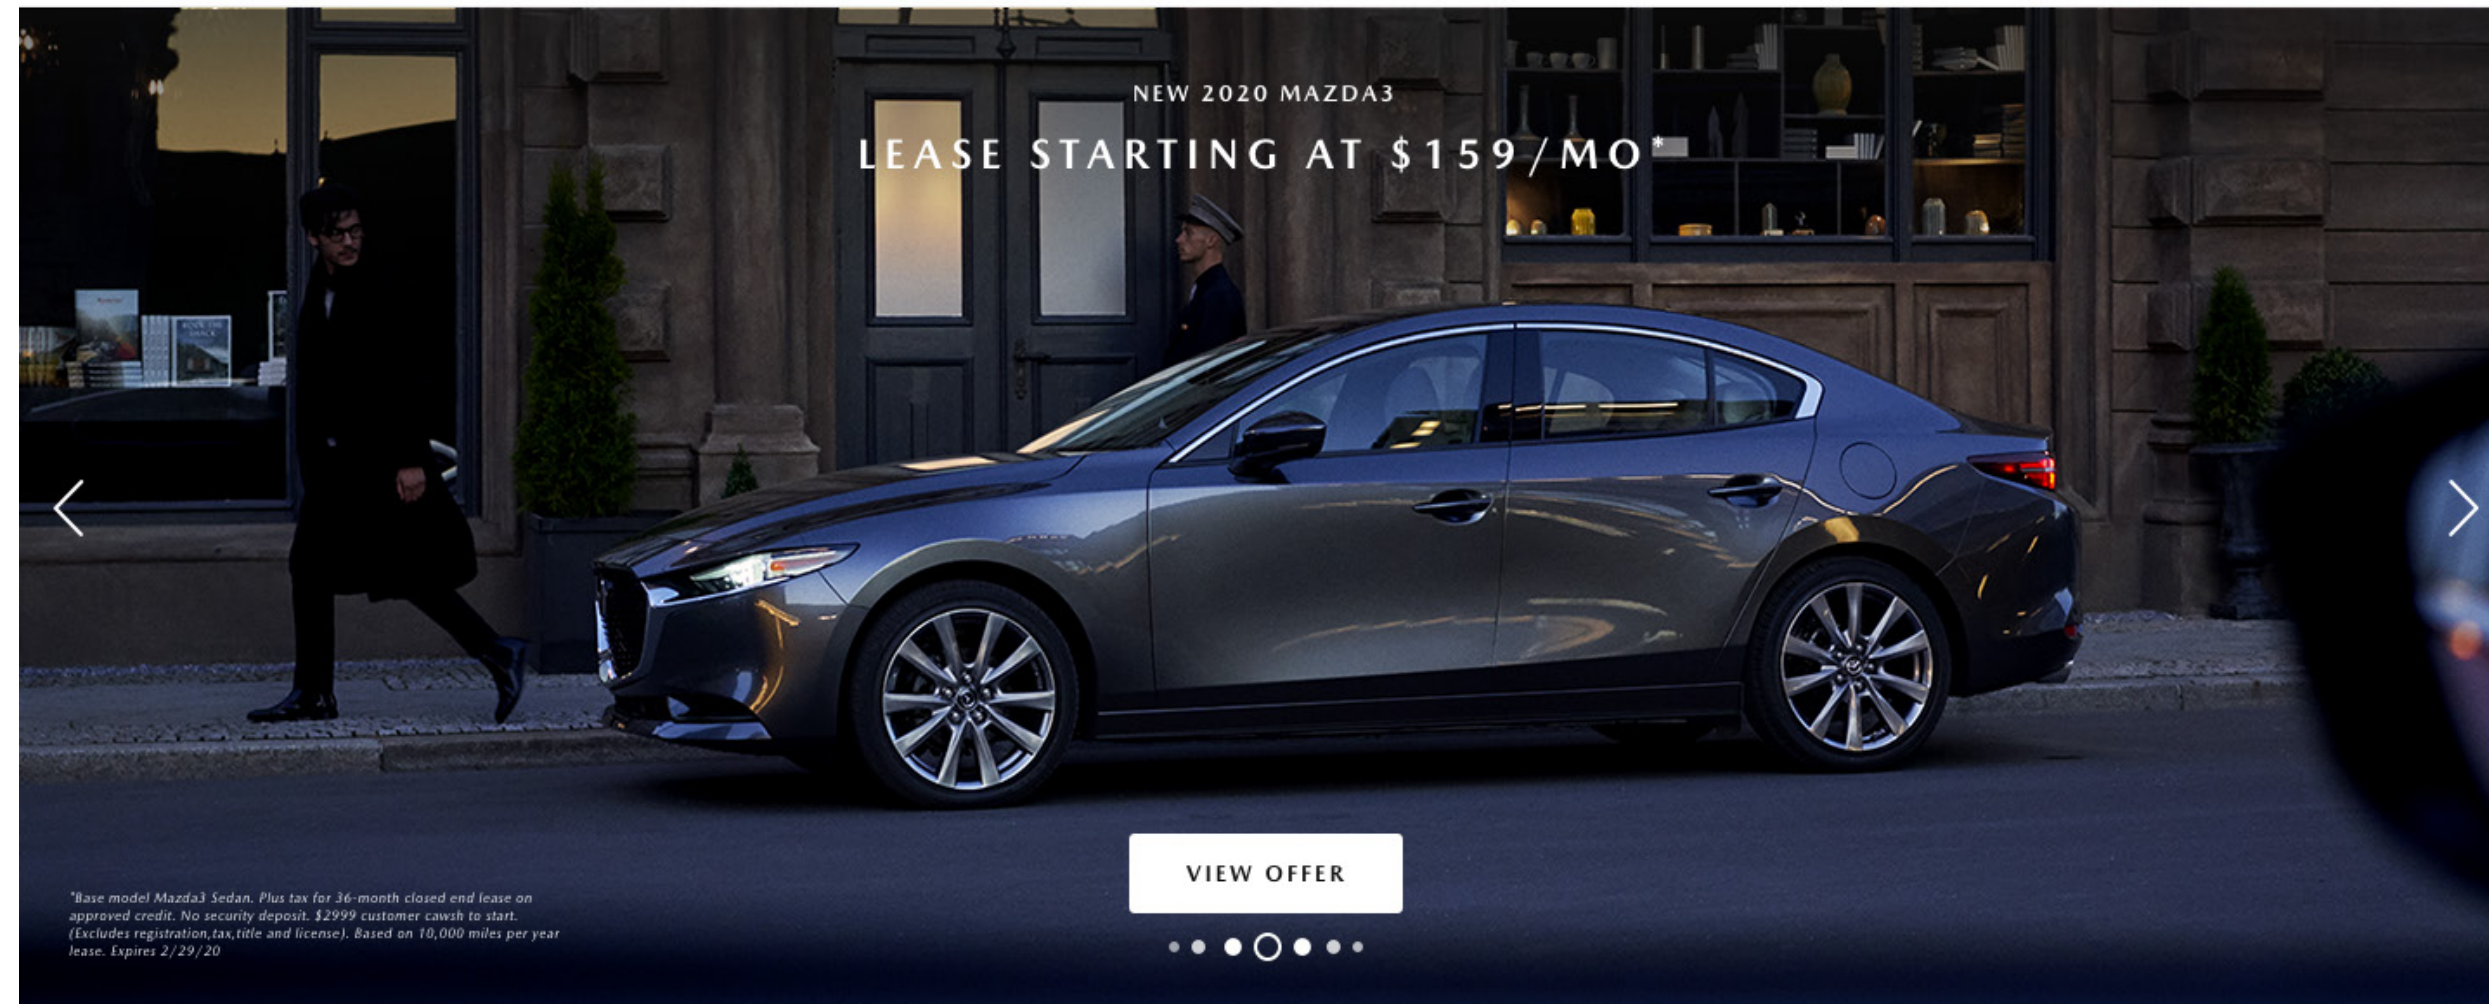 NEW 2020 MAZDA3
LEASE STARTING AT $159/MO*
VIEW OFFER
*Base model Mazda3 Sedan. Plus tax for 36-month closed end lease on
approved credit. No security deposit. $2999 customer cawsh to start.
(Excludes registration,tax,title and license). Based on 10,000 miles per year
lease. Expires 2/29/20